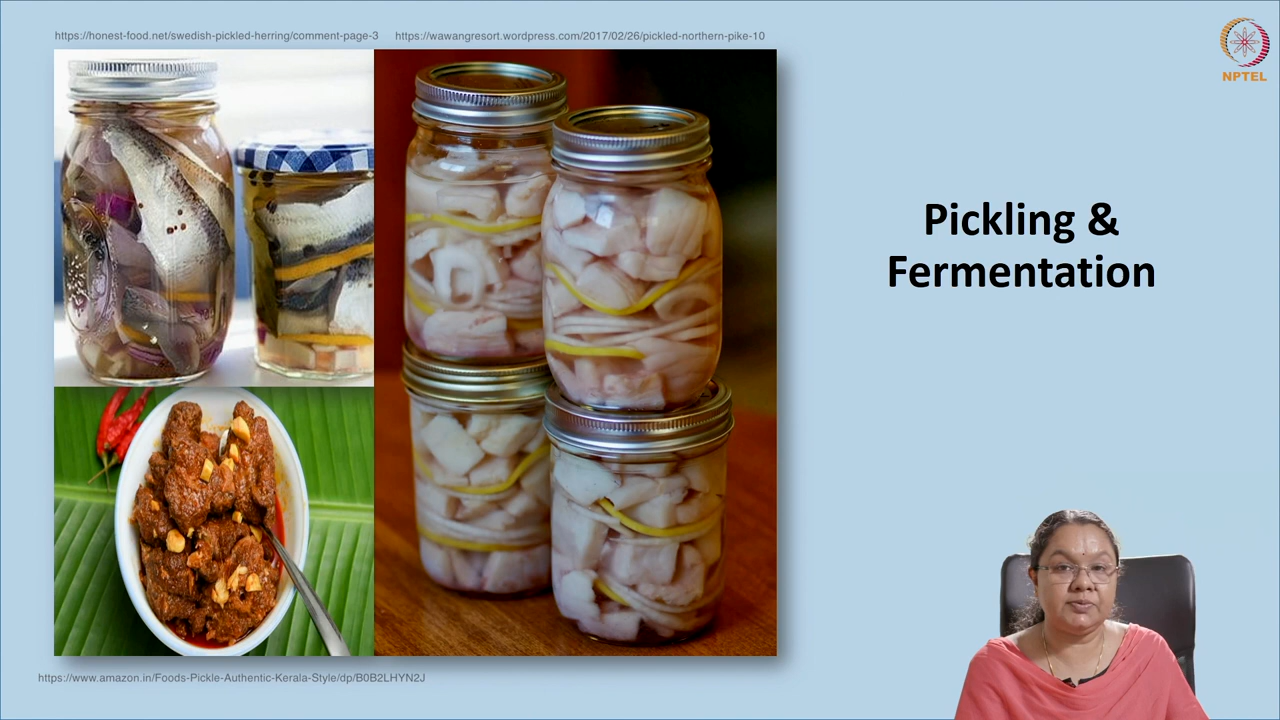 https://honest-food.net/swedish-pickled-herring/comment-page-3
https://wawangresort.wordpress.com/2017/02/26/pickled-northern-pike-10
NPTEL
Pickling &
Fermentation
https://www.amazon.in/Foods-Pickle-Authentic-Kerala-Style/dp/B0B2LHYN2J